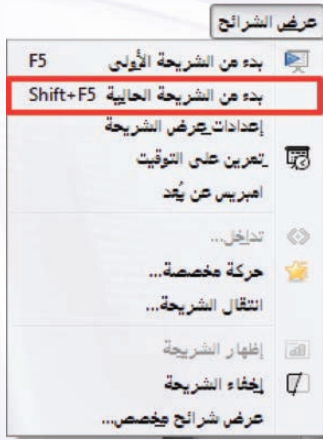 عرض الشرائح
بدء من الشريحة الأولى F5
بدء من الشريحة الحالية Shift+F5
إعدادات عرض الشريحة
تمرين على التوقيت
امبريس عن بُعد
تداخل...
حركة مخصصة...
انتقال الشريحة...
إظهار الشريحة
إخفاء الشريحة
عرض شرائح مخصص...